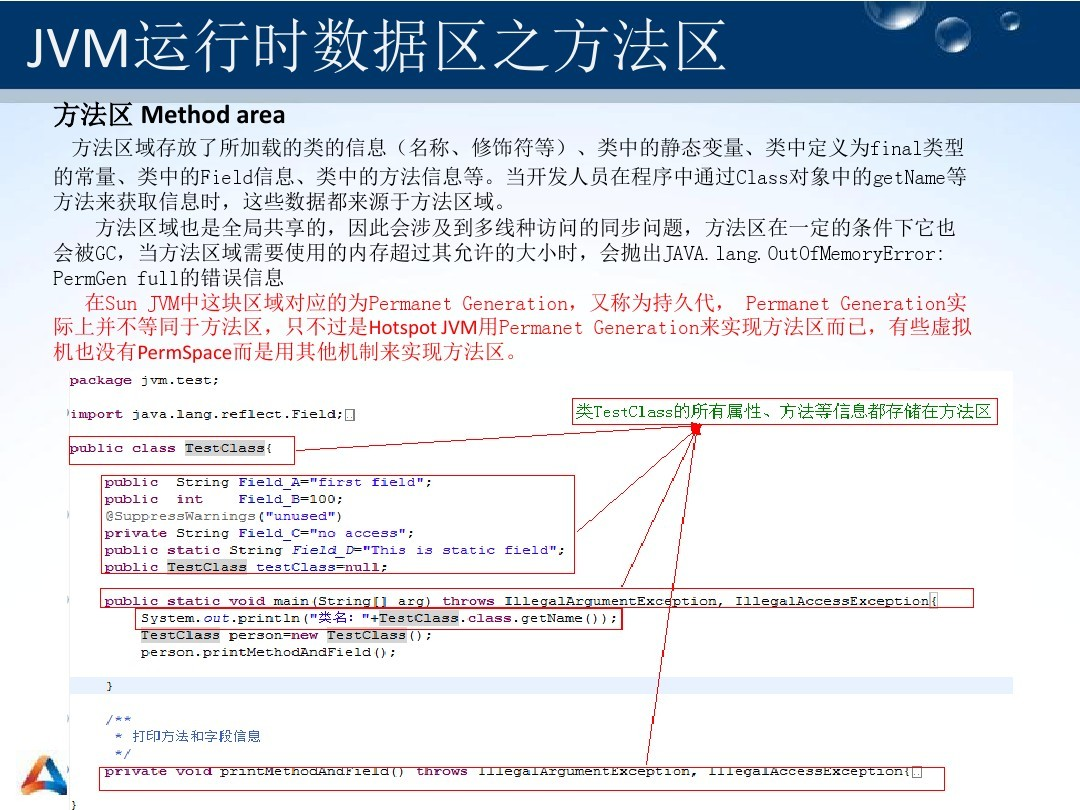 JVM运行时数据区之方法区
方法区 Method area
方法区域存放了所加载的类的信息（名称、修饰符等）、类中的静态变量、类中定义为final类型
的常量、类中的Field信息、类中的方法信息等。当开发人员在程序中通过Class对象中的getName等
方法来获取信息时，这些数据都来源于方法区域。
方法区域也是全局共享的，因此会涉及到多线种访问的同步问题，方法区在一定的条件下它也
会被GC，当方法区域需要使用的内存超过其允许的大小时，会抛出JAVA.lang.OutOfMemoryError:
PermGen full的错误信息
在Sun JVM中这块区域对应的为Permanet Generation，又称为持久代， Permanet Generation实
际上并不等同于方法区，只不过是Hotspot JVM用Permanet Generation来实现方法区而已，有些虚拟
机也没有PermSpace而是用其他机制来实现方法区。
package jvm.test;
import java.lang.reflect.Field;
类TestClass的所有属性、方法等信息都存储在方法区
public class TestClass{
public String Field_A="first field";
public int Field_B=100;
@SuppressWarnings("unused")
private String Field_C="no access";
public static String Field_D="This is static field";
public TestClass testClass=null;
public static void main(String[] arg) throws IllegalArgumentException, IllegalAccessException{
System.out.println("类名: "+TestClass.class.getName());
TestClass person=new TestClass();
person.printMethodAndField();
}
/**
* 打印方法和字段信息
*/
private void printMethodAndField() throws IllegalArgumentException, IllegalAccessException{
}